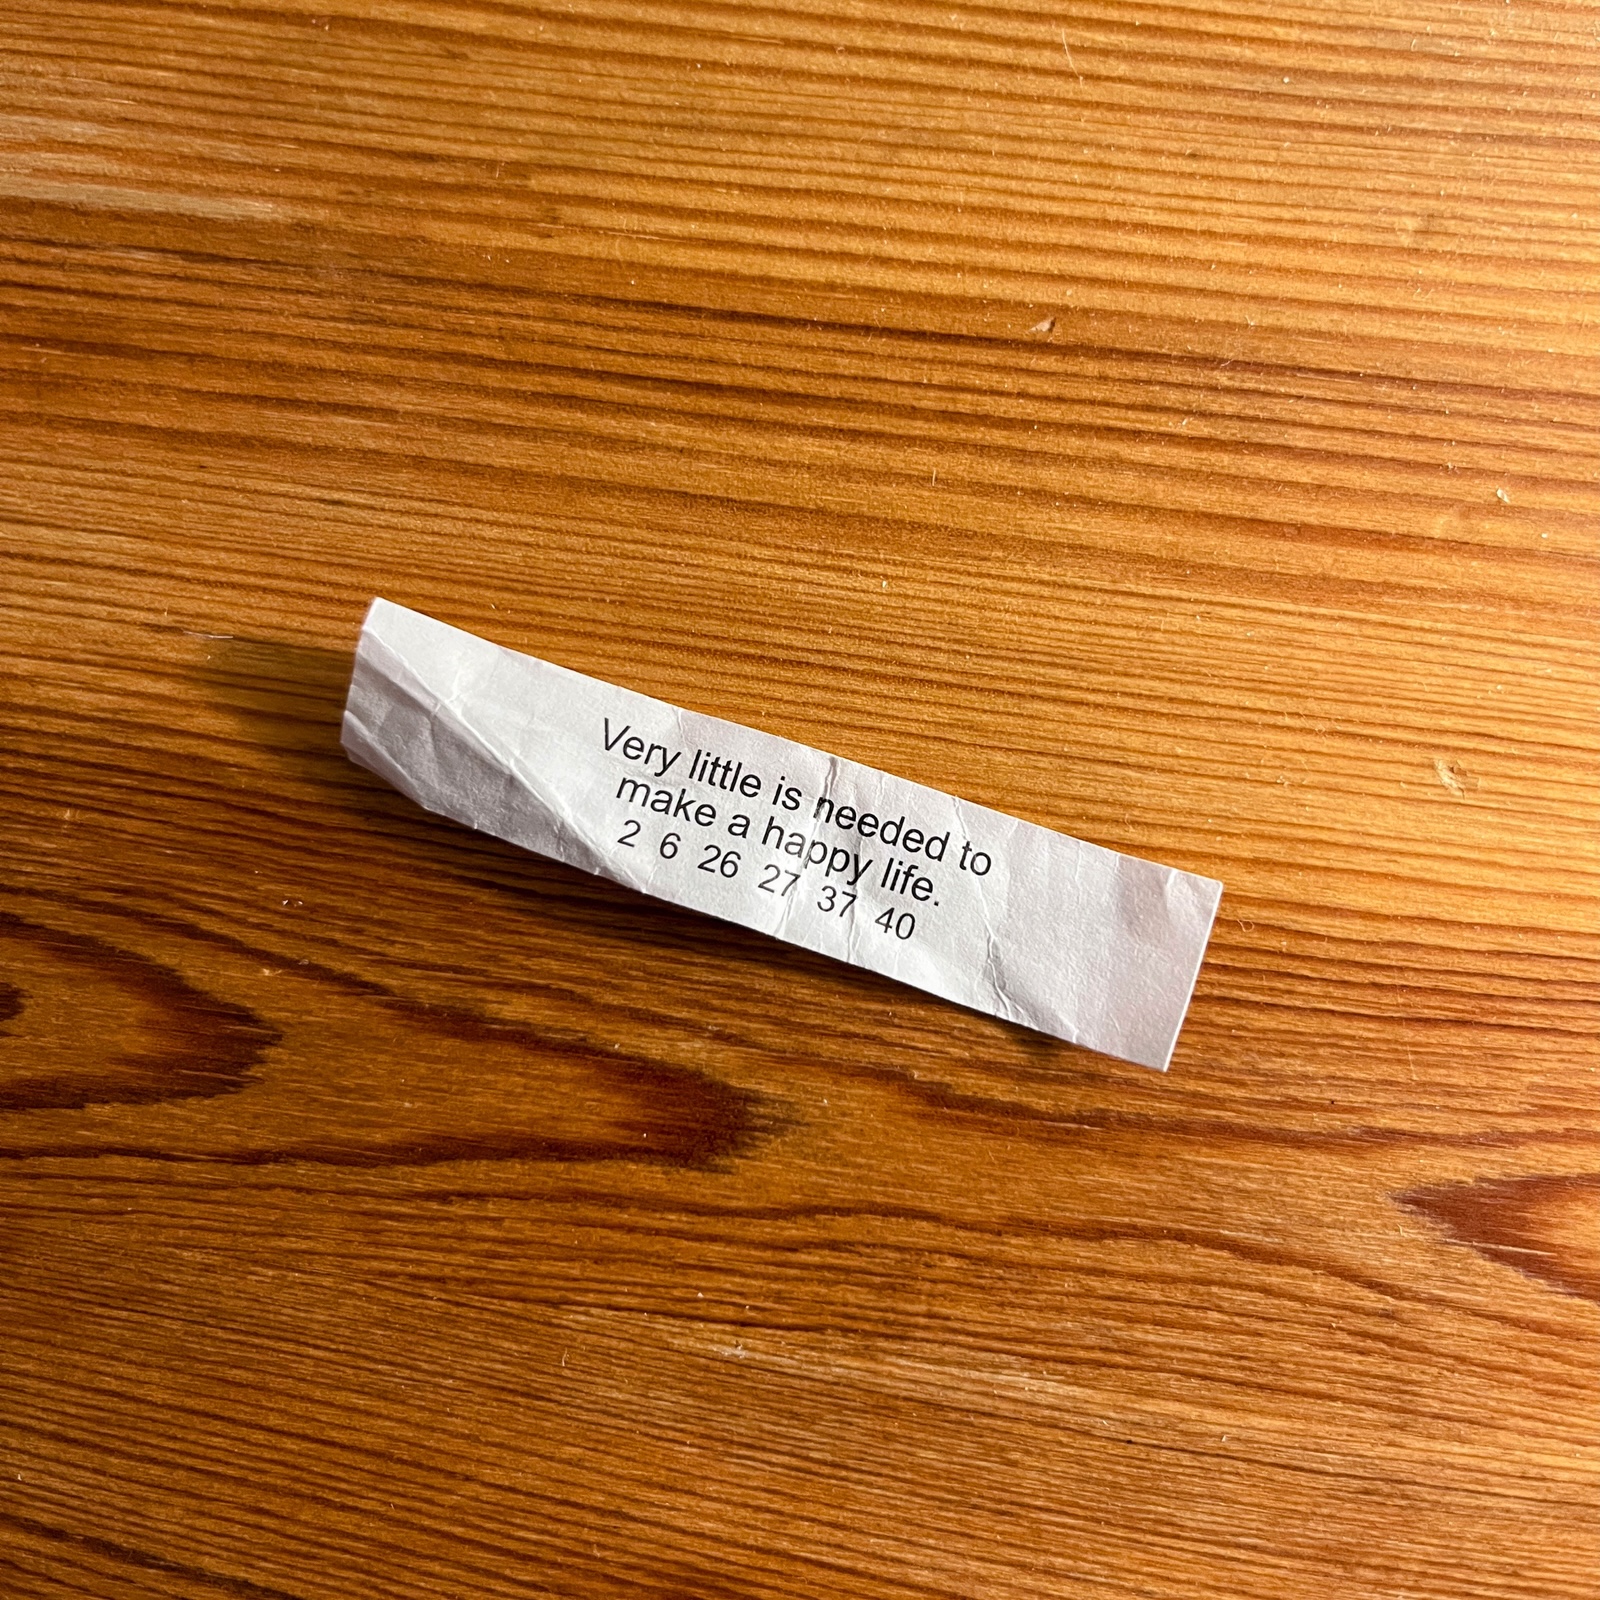 Very little is needed to
make a happy life.
2 6 26 27 37 40